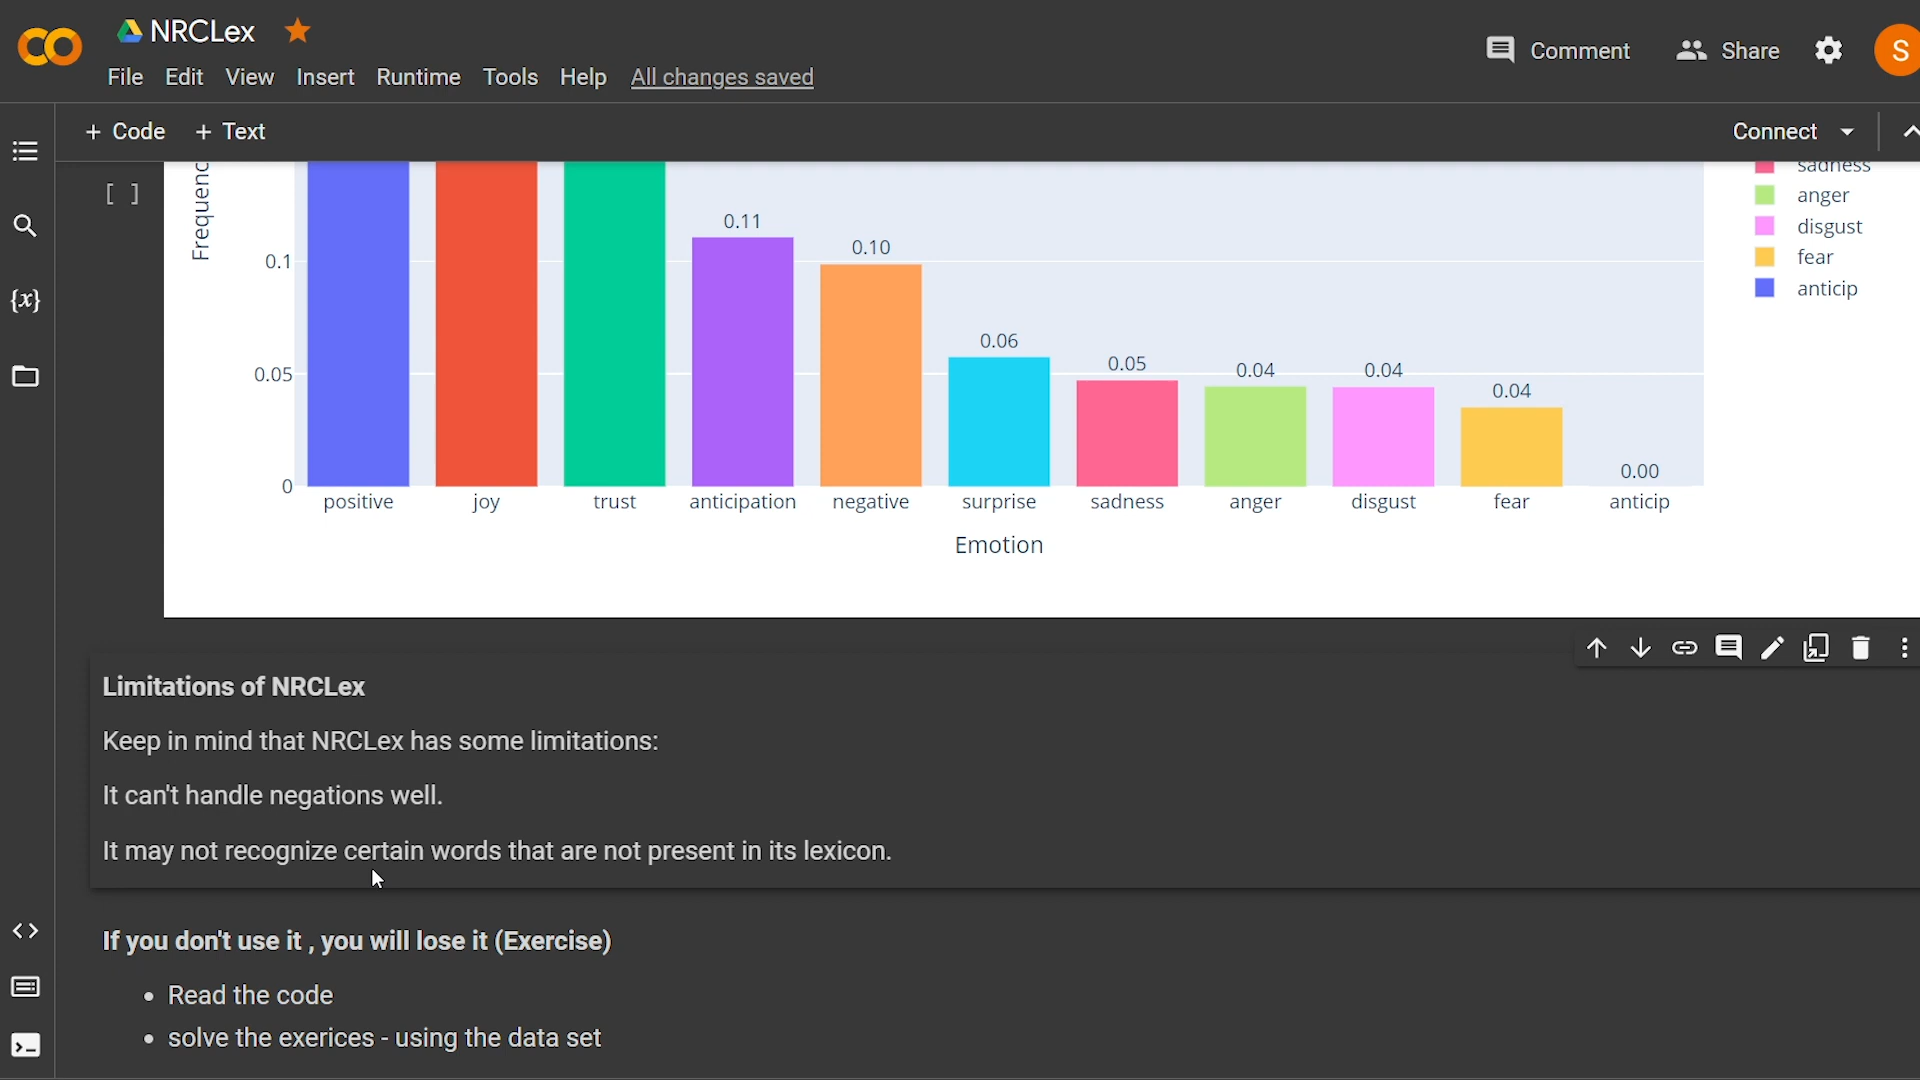 NRCLex
File Edit View Insert Runtime Tools Help All changes saved
Comment Share S
+ Code + Text
Connect
[ ]
Frequenc
0.1
0.05
0
0.11
0.10
0.06
0.05
0.04
0.04
0.04
0.00
positive joy trust anticipation negative surprise sadness anger disgust fear anticip
Emotion
sadness
anger
disgust
fear
anticip
{x}
Limitations of NRCLex
Keep in mind that NRCLex has some limitations:
It can't handle negations well.
It may not recognize certain words that are not present in its lexicon.
If you don't use it , you will lose it (Exercise)
• Read the code
• solve the exerices - using the data set